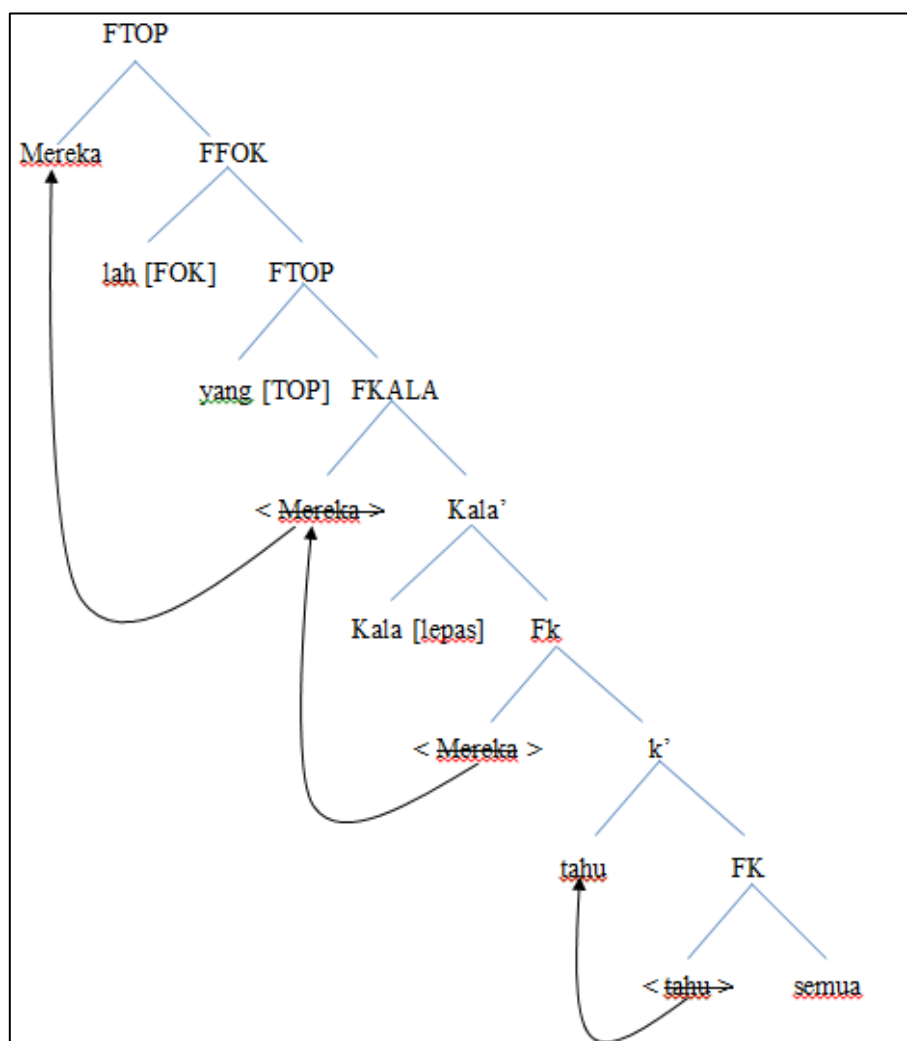 FTOP
Mereka FFOK
lah [FOK] FTOP
yang [TOP] FKALA
< Mereka > Kala’
Kala [lepas] Fk
< Mereka > k’
tahu FK
< tahu > semua